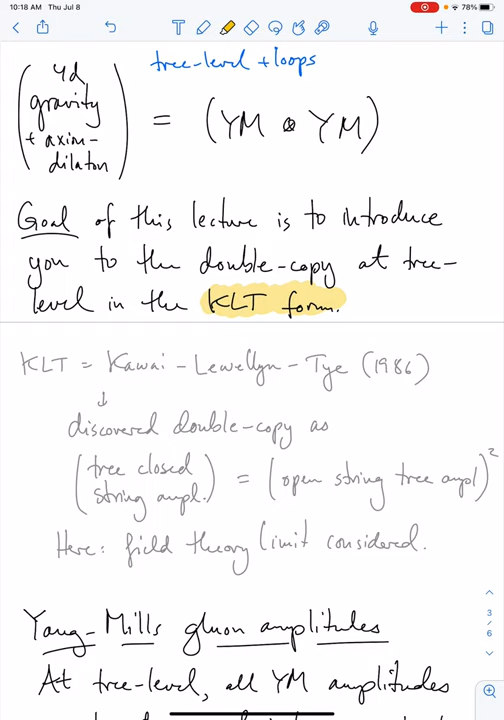 10:18 AM Thu Jul 8
78%
tree-level + loops
4d
gravity
+ axion-
dilaton
= (YM ⊗ YM)
Goal of this lecture is to introduce
you to the double-copy at tree-
level in the KLT form.
KLT = Kawai-Lewellyn-Tye (1986)
↓
discovered double-copy as
(tree closed string ampl.) = (open string tree ampl)²
Here: field theory limit considered.
3
/
6
Yang-Mills gluon amplitudes
At tree-level, all YM amplitudes